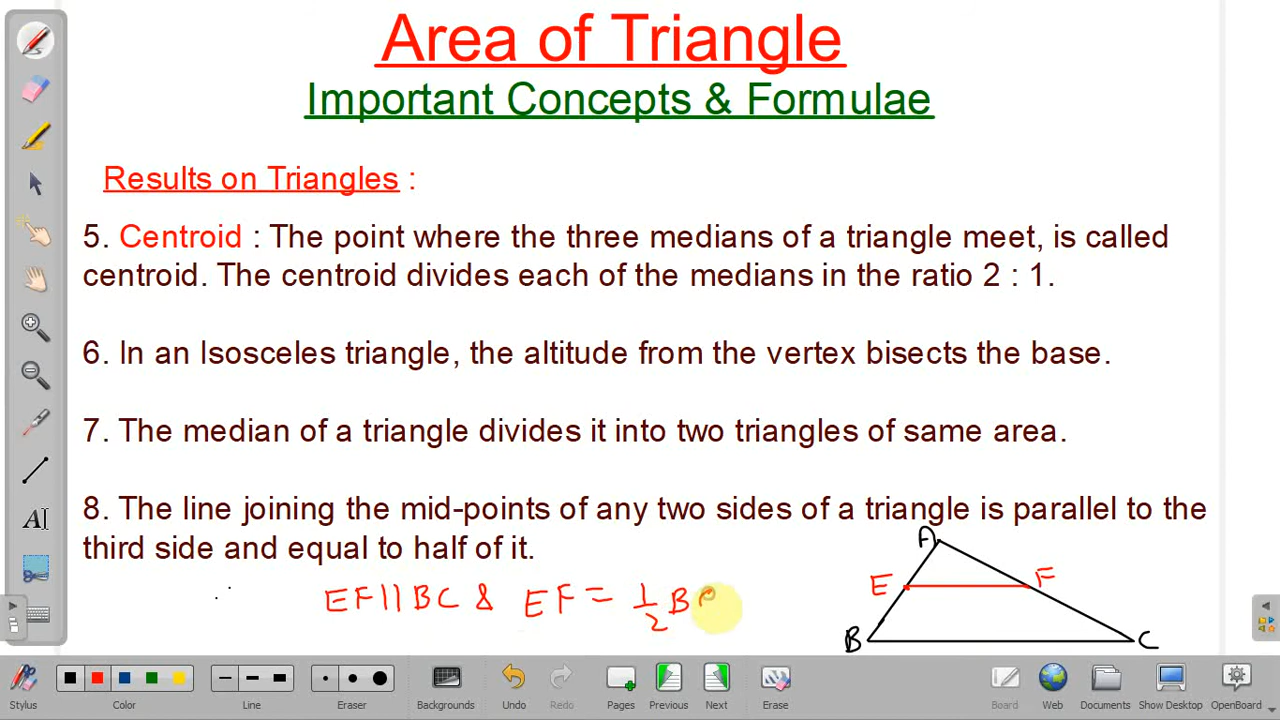 Area of Triangle
Important Concepts & Formulae
Results on Triangles :
5. Centroid : The point where the three medians of a triangle meet, is called
centroid. The centroid divides each of the medians in the ratio 2 : 1.
6. In an Isosceles triangle, the altitude from the vertex bisects the base.
7. The median of a triangle divides it into two triangles of same area.
8. The line joining the mid-points of any two sides of a triangle is parallel to the
third side and equal to half of it.
A
E F
EF || BC & EF = 1/2 B
B C
Stylus Color Line Eraser Backgrounds Undo Redo Pages Previous Next Erase Board Web Documents Show Desktop OpenBoard